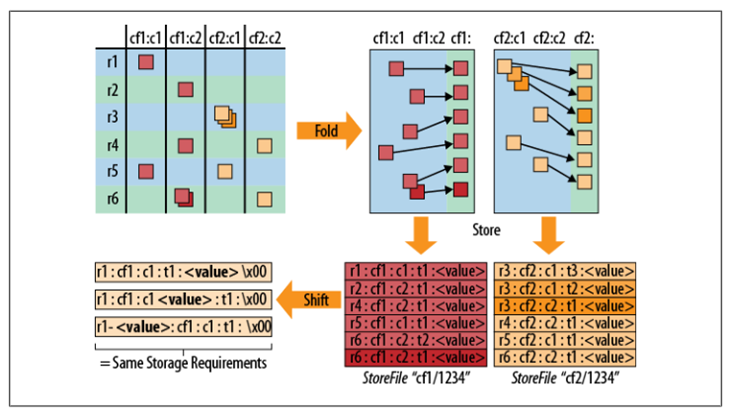 cf1:c1 cf1:c2 cf2:c1 cf2:c2
r1
r2
r3
r4
r5
r6
Fold
cf1:c1 cf1:c2 cf1:
cf2:c1 cf2:c2 cf2:
Store
r1 : cf1 : c1 : t1 : <value> \x00
r1 : cf1 : c1 <value> : t1 : \x00
r1- <value>: cf1 : c1 : t1 : \x00
= Same Storage Requirements
Shift
r1 : cf1 : c1 : t1 :<value>
r2 : cf1 : c2 : t1 :<value>
r4 : cf1 : c2 : t1 :<value>
r5 : cf1 : c1 : t1 :<value>
r6 : cf1 : c2 : t2 :<value>
r6 : cf1 : c2 : t1 :<value>
StoreFile "cf1/1234"
r3 : cf2 : c1 : t3 :<value>
r3 : cf2 : c1 : t2 :<value>
r3 : cf2 : c2 : t1 :<value>
r4 : cf2 : c2 : t1 :<value>
r5 : cf2 : c1 : t1 :<value>
r6 : cf2 : c2 : t1 :<value>
StoreFile "cf2/1234"